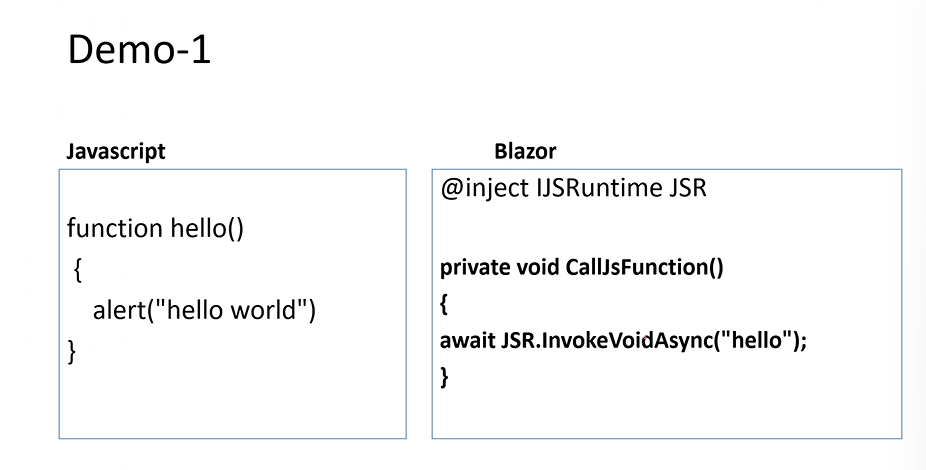 Demo-1
Javascript
function hello()
{
alert("hello world")
}
Blazor
@inject IJSRuntime JSR
private void CallJsFunction()
{
await JSR.InvokeVoidAsync("hello");
}